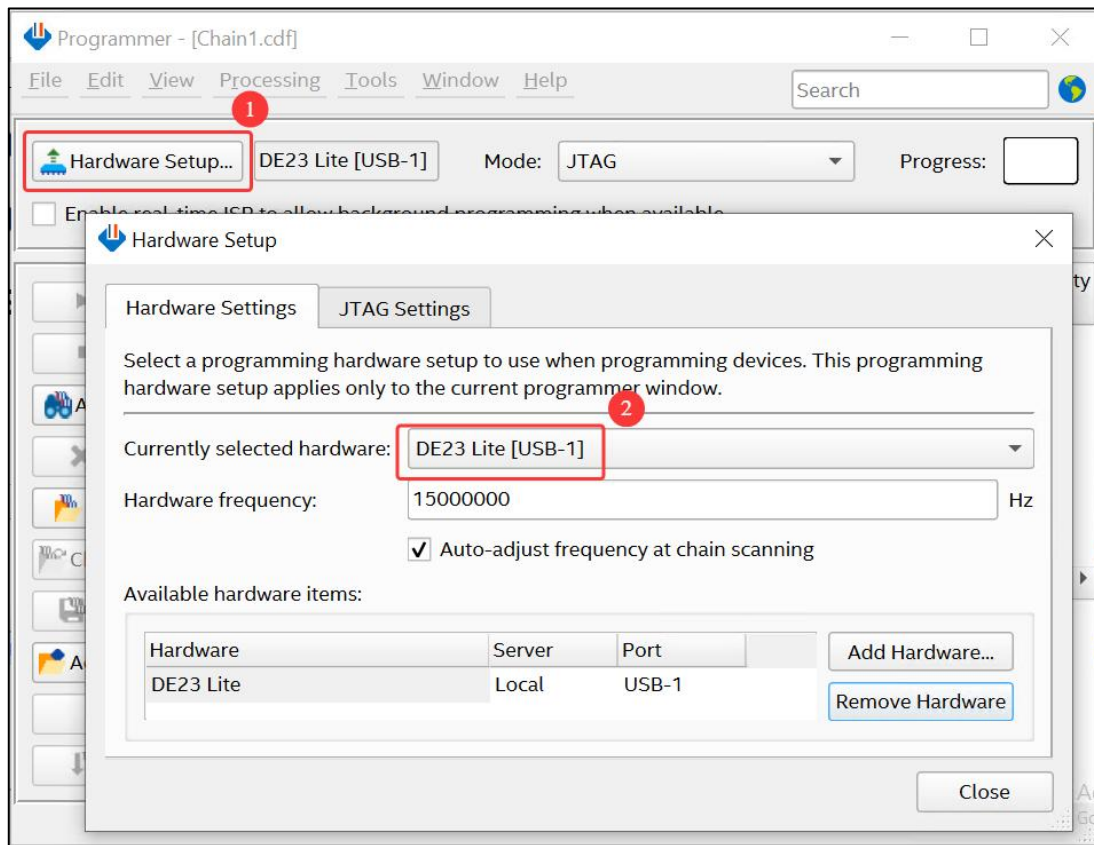 Programmer - [Chain1.cdf]
File Edit View Processing Tools Window Help
Search
1
Hardware Setup... DE23 Lite [USB-1] Mode: JTAG Progress:
Hardware Setup
ty
Hardware Settings JTAG Settings
Select a programming hardware setup to use when programming devices. This programming
hardware setup applies only to the current programmer window.
2
Currently selected hardware: DE23 Lite [USB-1]
Hardware frequency: 15000000 Hz
Auto-adjust frequency at chain scanning
Available hardware items:
Hardware Server Port
DE23 Lite Local USB-1
Add Hardware...
Remove Hardware
Close